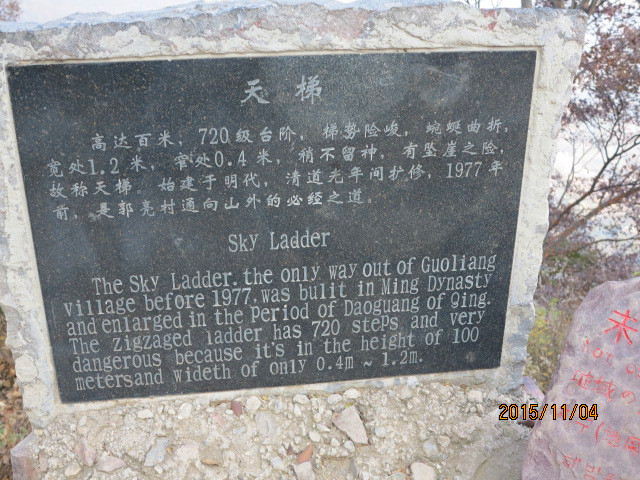 天梯
高达百米，720级台阶，梯势险峻，蜿蜒曲折，
宽处1.2米，窄处0.4米，稍不留神，有坠崖之险，
故称天梯。始建于明代，清道光年间扩修，1977年
前，是郭亮村通向山外的必经之道。
Sky Ladder
The Sky Ladder. the only way out of Guoliang
village before 1977, was bulit in Ming Dynasty
and enlarged in the Period of Daoguang of Qing.
The zigzaged ladder has 720 steps and very
dangerous because it's in the height of 100
metersand wideth of only 0.4m ~ 1.2m.
2015/11/04